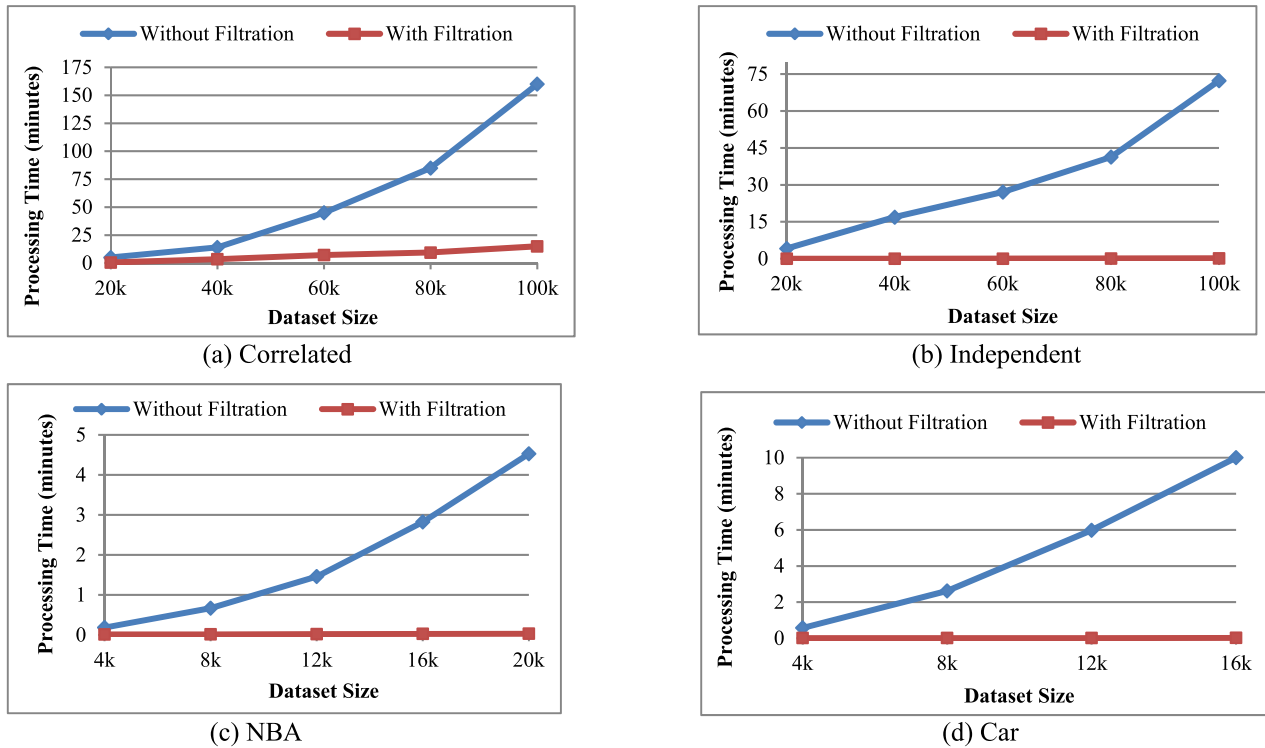 Without Filtration With Filtration
Processing Time (minutes)
175
150
125
100
75
50
25
0
20k 40k 60k 80k 100k
Dataset Size
(a) Correlated
Without Filtration With Filtration
Processing Time (minutes)
75
60
45
30
15
0
20k 40k 60k 80k 100k
Dataset Size
(b) Independent
Without Filtration With Filtration
Processing Time (minutes)
5
4
3
2
1
0
4k 8k 12k 16k 20k
Dataset Size
(c) NBA
Without Filtration With Filtration
Processing Time (minutes)
10
8
6
4
2
0
4k 8k 12k 16k
Dataset Size
(d) Car